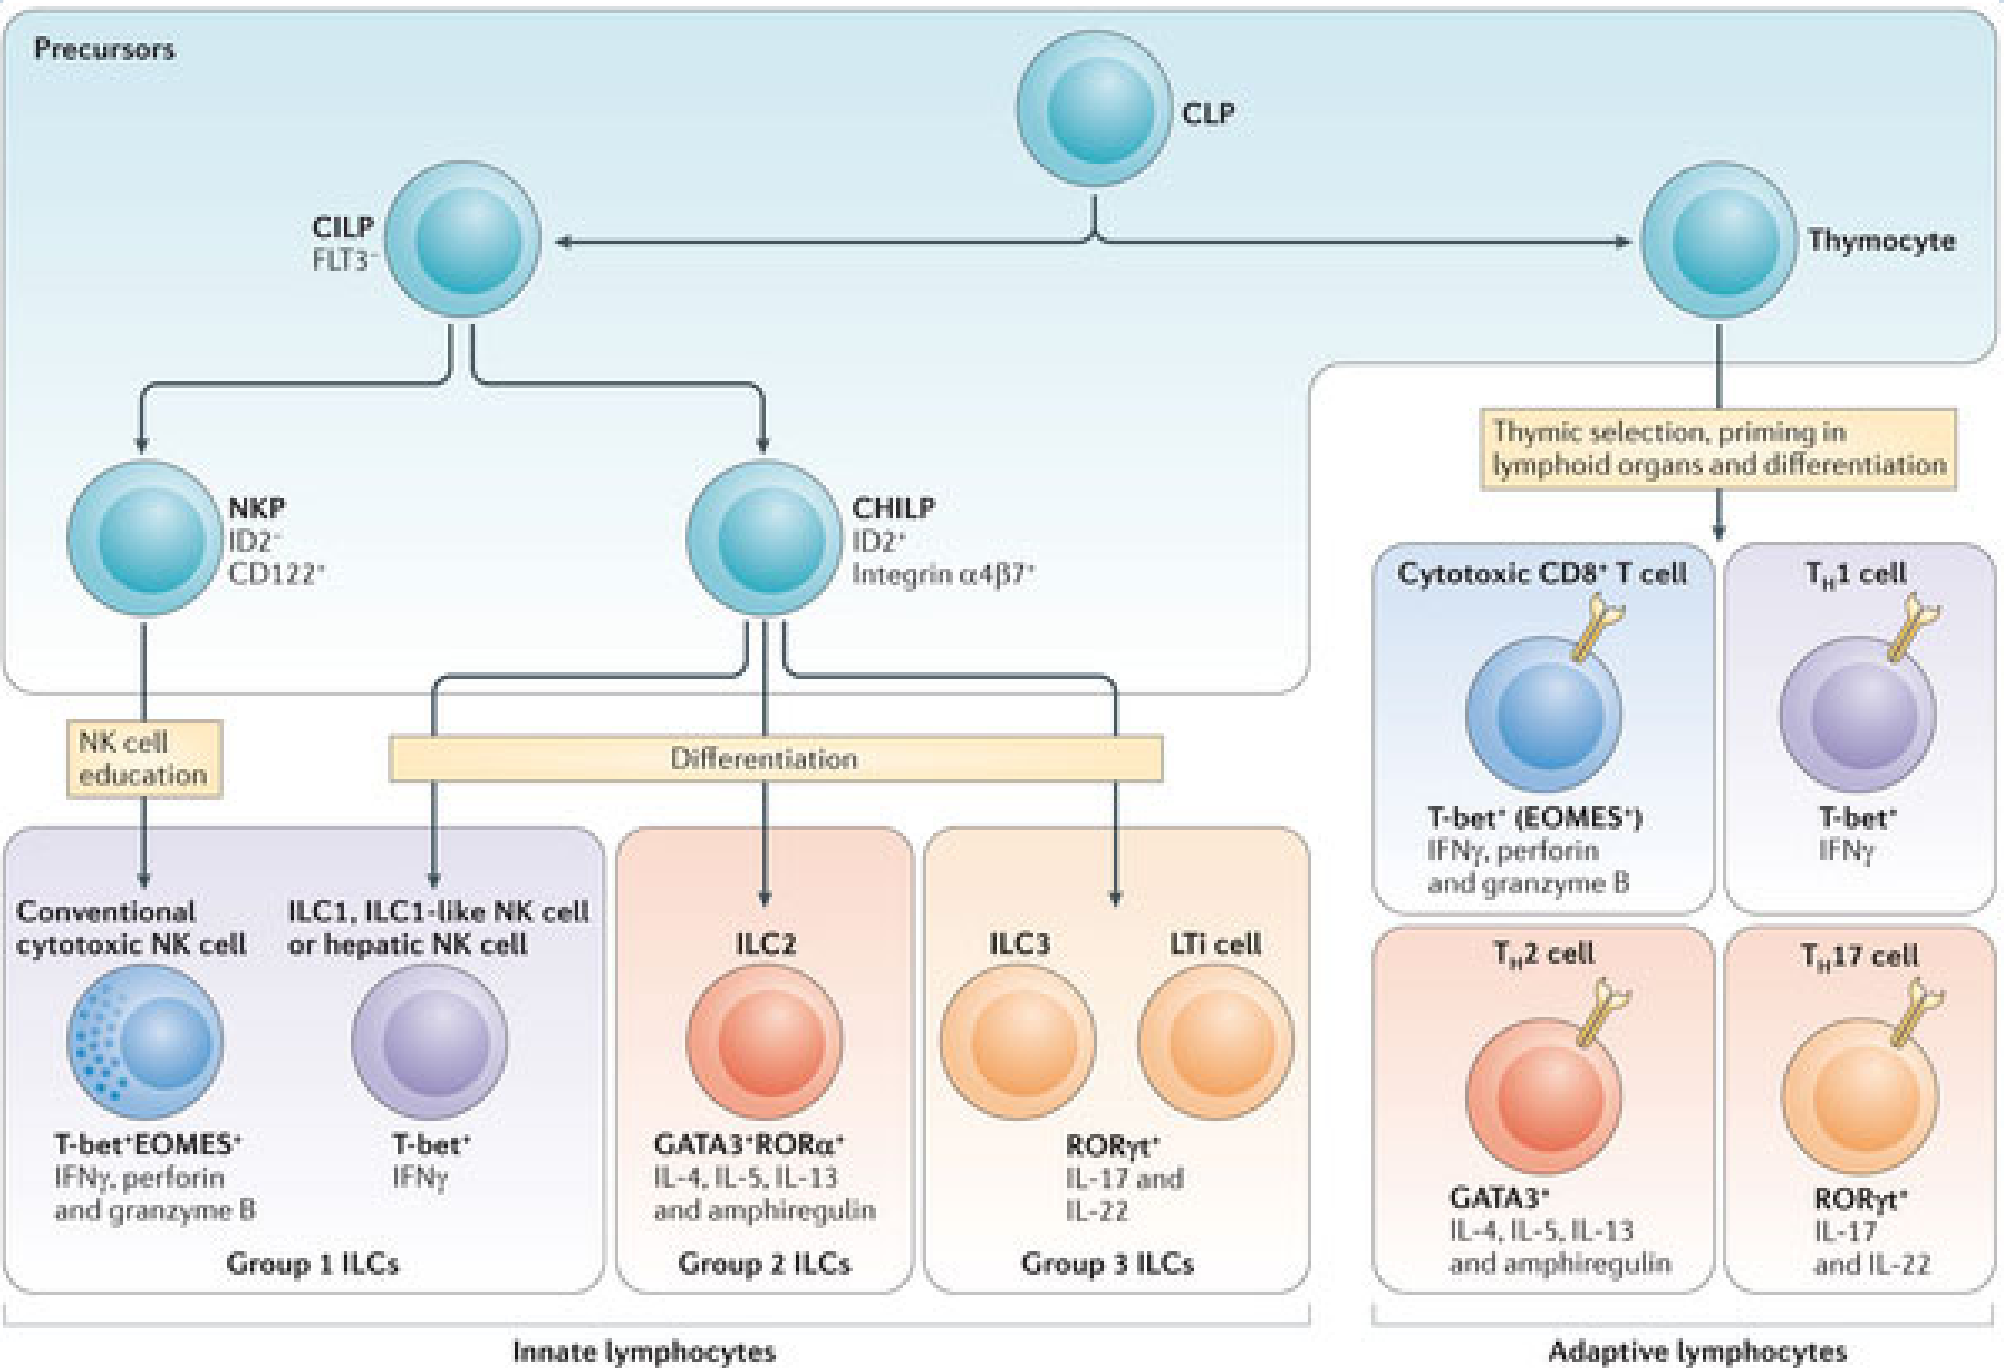 Precursors
CLP
CILP
FLT3⁻
Thymocyte
NKP
ID2⁻
CD122⁺
CHILP
ID2⁺
Integrin α4β7⁺
Thymic selection, priming in
lymphoid organs and differentiation
NK cell
education
Differentiation
Cytotoxic CD8⁺ T cell
T-bet⁺ (EOMES⁺)
IFNγ, perforin
and granzyme B
TH1 cell
T-bet⁺
IFNγ
Conventional
cytotoxic NK cell
T-bet⁺EOMES⁺
IFNγ, perforin
and granzyme B
ILC1, ILC1-like NK cell
or hepatic NK cell
T-bet⁺
IFNγ
Group 1 ILCs
ILC2
GATA3⁺RORα⁺
IL-4, IL-5, IL-13
and amphiregulin
Group 2 ILCs
ILC3
LTi cell
RORγt⁺
IL-17 and
IL-22
Group 3 ILCs
TH2 cell
GATA3⁺
IL-4, IL-5, IL-13
and amphiregulin
TH17 cell
RORγt⁺
IL-17
and IL-22
Innate lymphocytes
Adaptive lymphocytes